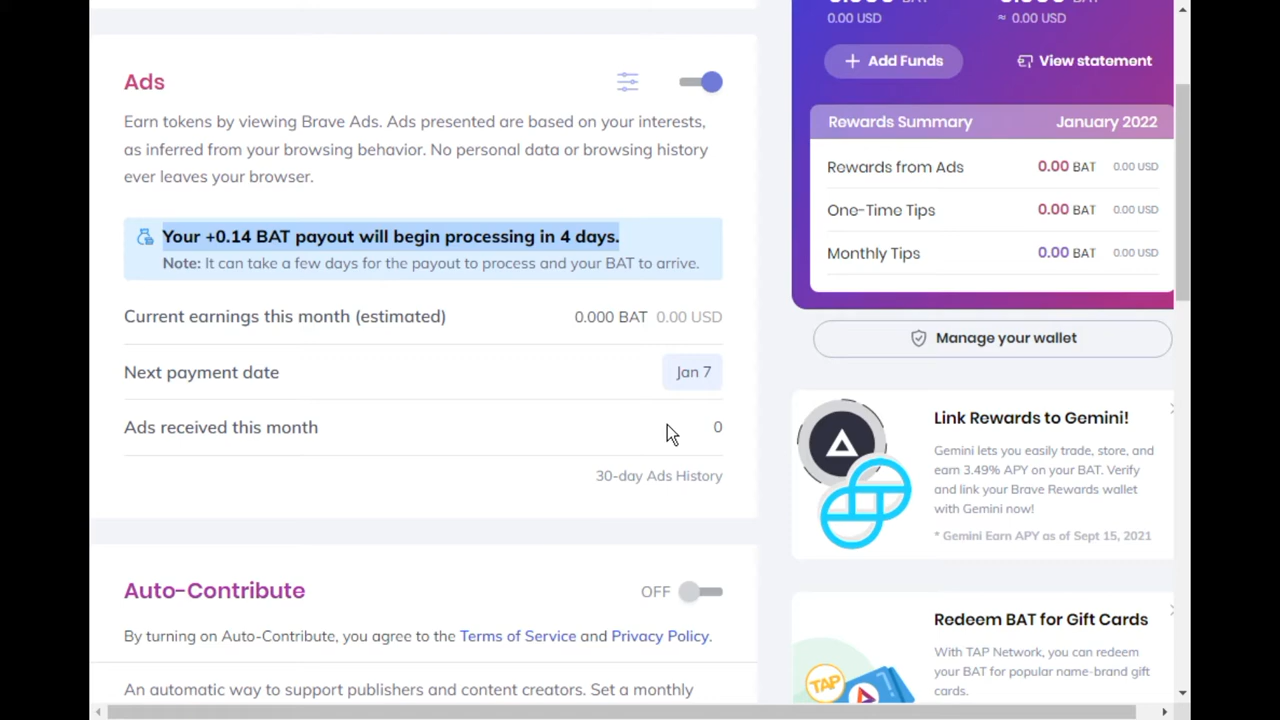 Ads
Earn tokens by viewing Brave Ads. Ads presented are based on your interests,
as inferred from your browsing behavior. No personal data or browsing history
ever leaves your browser.
Your +0.14 BAT payout will begin processing in 4 days.
Note: It can take a few days for the payout to process and your BAT to arrive.
Current earnings this month (estimated) 0.000 BAT 0.00 USD
Next payment date Jan 7
Ads received this month 0
30-day Ads History
Auto-Contribute OFF
By turning on Auto-Contribute, you agree to the Terms of Service and Privacy Policy.
An automatic way to support publishers and content creators. Set a monthly
0.00 USD ≈ 0.00 USD
+ Add Funds View statement
Rewards Summary January 2022
Rewards from Ads 0.00 BAT 0.00 USD
One-Time Tips 0.00 BAT 0.00 USD
Monthly Tips 0.00 BAT 0.00 USD
Manage your wallet
Link Rewards to Gemini!
Gemini lets you easily trade, store, and
earn 3.49% APY on your BAT. Verify
and link your Brave Rewards wallet
with Gemini now!
* Gemini Earn APY as of Sept 15, 2021
Redeem BAT for Gift Cards
With TAP Network, you can redeem
your BAT for popular name-brand gift
cards.
TAP